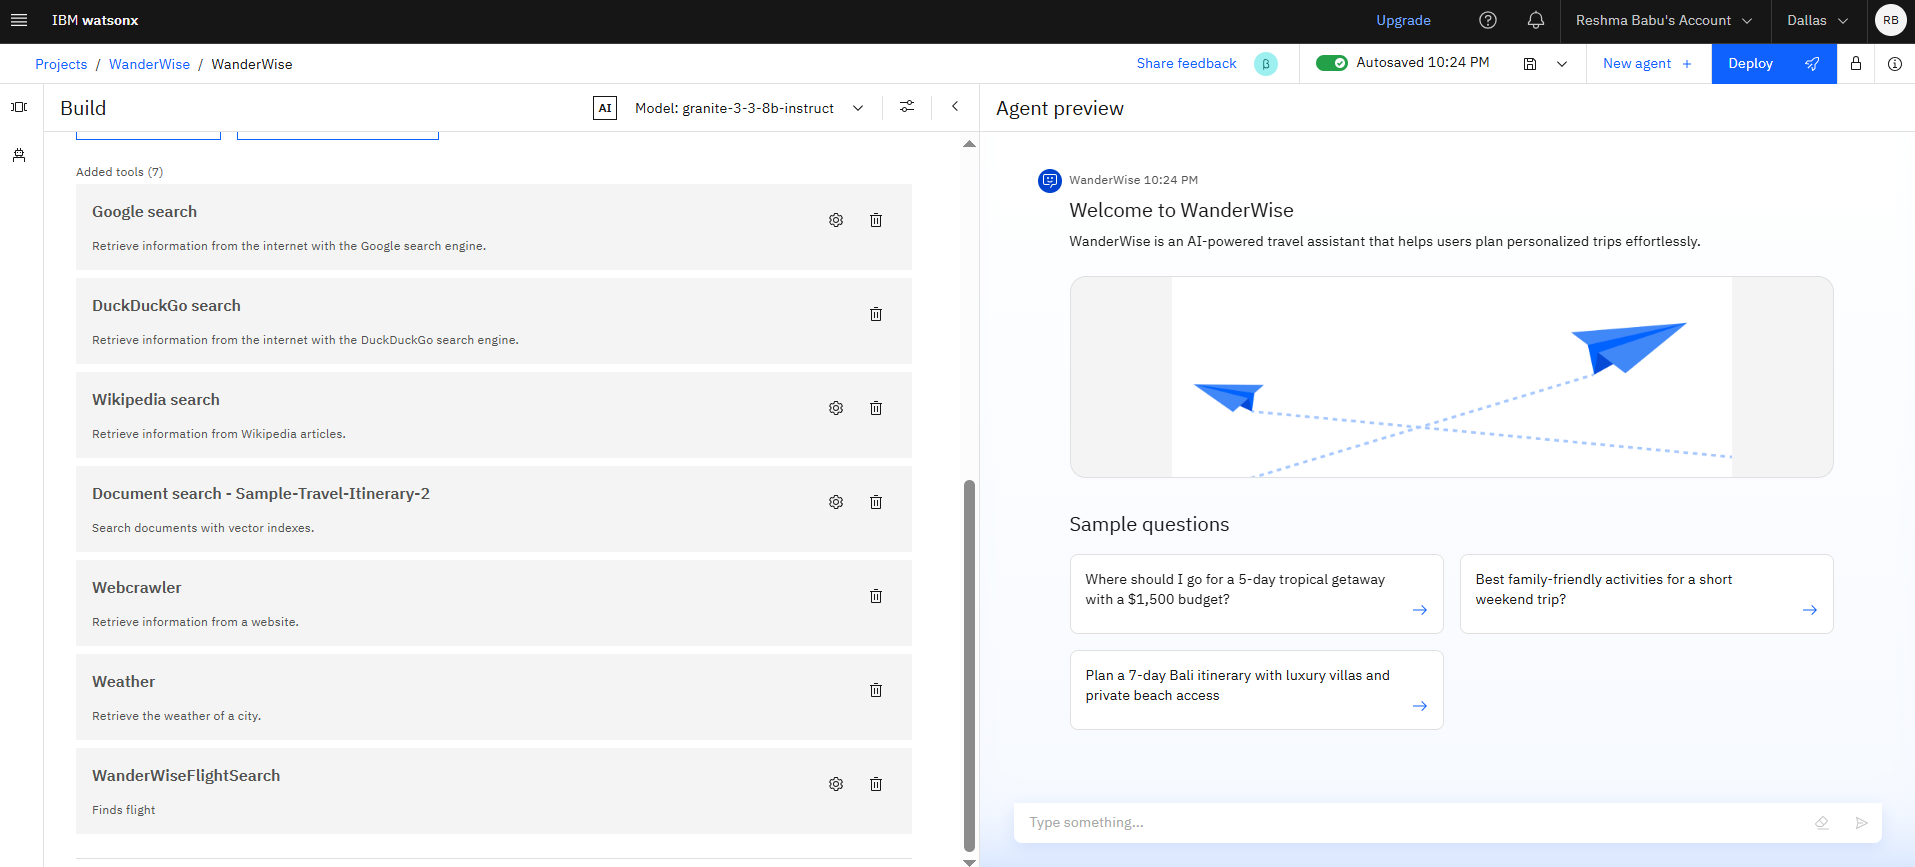 IBM watsonx
Upgrade
Reshma Babu's Account
Dallas
RB
Projects / WanderWise / WanderWise
Share feedback
β
Autosaved 10:24 PM
New agent +
Deploy
Build
AI
Model: granite-3-3-8b-instruct
Agent preview
Added tools (7)
Google search
Retrieve information from the internet with the Google search engine.
DuckDuckGo search
Retrieve information from the internet with the DuckDuckGo search engine.
Wikipedia search
Retrieve information from Wikipedia articles.
Document search - Sample-Travel-Itinerary-2
Search documents with vector indexes.
Webcrawler
Retrieve information from a website.
Weather
Retrieve the weather of a city.
WanderWiseFlightSearch
Finds flight
WanderWise 10:24 PM
Welcome to WanderWise
WanderWise is an AI-powered travel assistant that helps users plan personalized trips effortlessly.
Sample questions
Where should I go for a 5-day tropical getaway
with a $1,500 budget?
Best family-friendly activities for a short
weekend trip?
Plan a 7-day Bali itinerary with luxury villas and
private beach access
Type something...